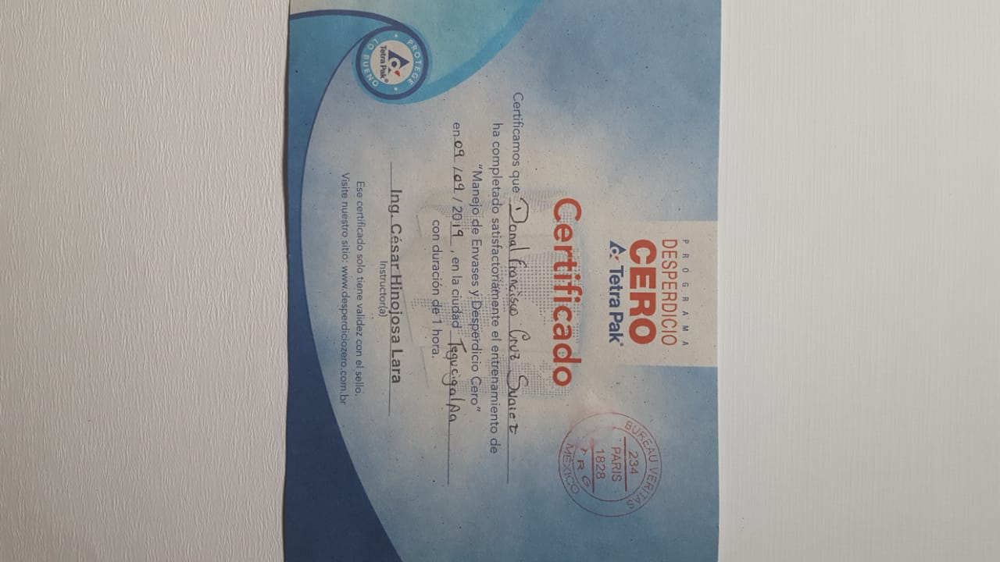 PROGRAMA
DESPERDICIO
CERO
Tetra Pak®
Certificado
Certificamos que Donal Francisco Cruz Suarez
ha completado satisfactoriamente el entrenamiento de
"Manejo de Envases y Desperdicio Cero"
en 09 / 09 / 2019, en la ciudad Tegucigalpa
con duración de 1 hora.
Ing. César Hinojosa Lara
Instructor(a)
Ese certificado solo tiene validez con el sello.
Visite nuestro sitio: www.desperdiciozero.com.br
PROTEGE
LO BUENO
Tetra Pak®
BUREAU VERITAS
234
PARIS
1828
MÉXICO